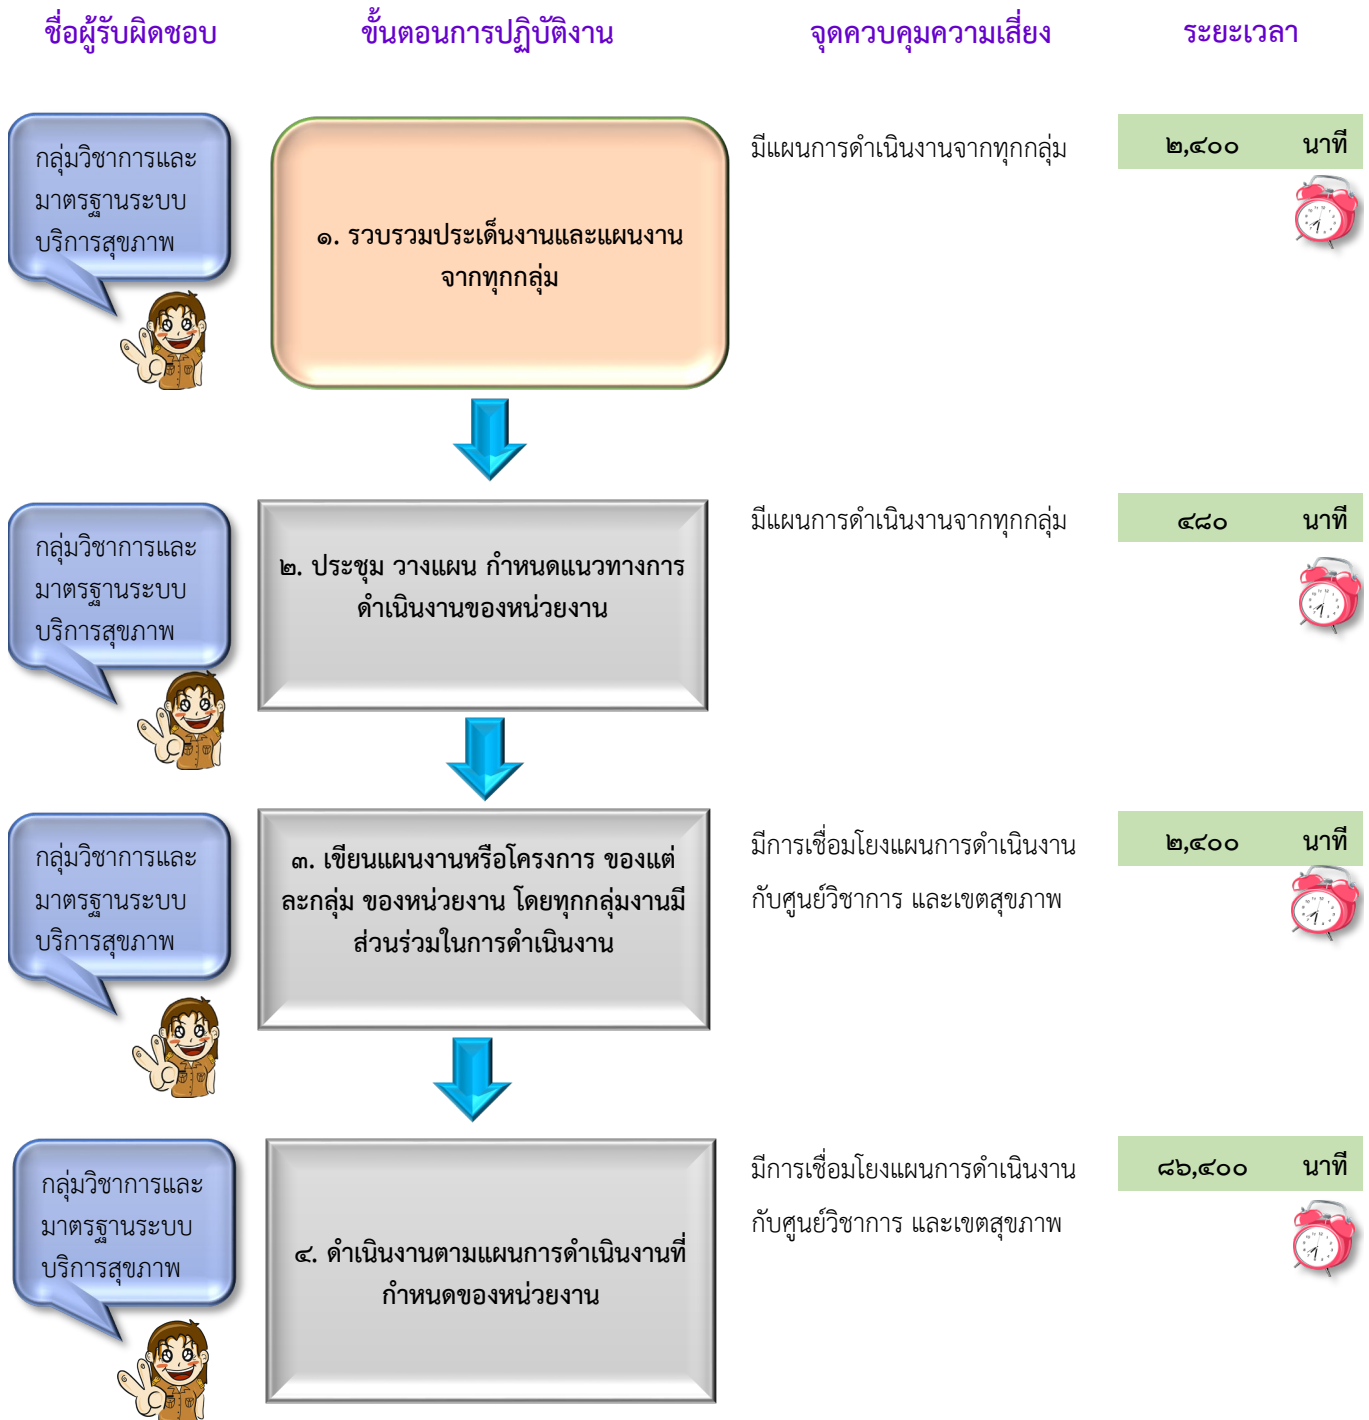 ชื่อผู้รับผิดชอบ ขั้นตอนการปฏิบัติงาน จุดควบคุมความเสี่ยง ระยะเวลา
กลุ่มวิชาการและ
มาตรฐานระบบ
บริการสุขภาพ
๑. รวบรวมประเด็นงานและแผนงาน
จากทุกกลุ่ม
มีแผนการดำเนินงานจากทุกกลุ่ม
๒,๔๐๐ นาที
กลุ่มวิชาการและ
มาตรฐานระบบ
บริการสุขภาพ
๒. ประชุม วางแผน กำหนดแนวทางการ
ดำเนินงานของหน่วยงาน
มีแผนการดำเนินงานจากทุกกลุ่ม
๔๘๐ นาที
กลุ่มวิชาการและ
มาตรฐานระบบ
บริการสุขภาพ
๓. เขียนแผนงานหรือโครงการ ของแต่
ละกลุ่ม ของหน่วยงาน โดยทุกกลุ่มงานมี
ส่วนร่วมในการดำเนินงาน
มีการเชื่อมโยงแผนการดำเนินงาน
กับศูนย์วิชาการ และเขตสุขภาพ
๒,๔๐๐ นาที
กลุ่มวิชาการและ
มาตรฐานระบบ
บริการสุขภาพ
๔. ดำเนินงานตามแผนการดำเนินงานที่
กำหนดของหน่วยงาน
มีการเชื่อมโยงแผนการดำเนินงาน
กับศูนย์วิชาการ และเขตสุขภาพ
๘๖,๔๐๐ นาที